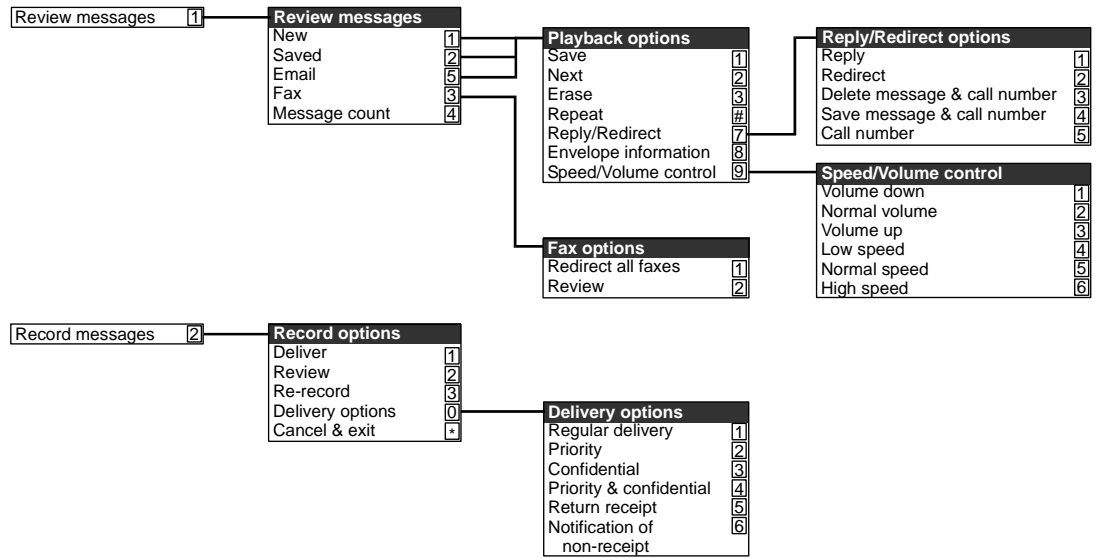 Review messages 1
Review messages
New 1
Saved 2
Email 5
Fax 3
Message count 4
Playback options
Save 1
Next 2
Erase 3
Repeat #
Reply/Redirect 7
Envelope information 8
Speed/Volume control 9
Reply/Redirect options
Reply 1
Redirect 2
Delete message & call number 3
Save message & call number 4
Call number 5
Speed/Volume control
Volume down 1
Normal volume 2
Volume up 3
Low speed 4
Normal speed 5
High speed 6
Fax options
Redirect all faxes 1
Review 2
Record messages 2
Record options
Deliver 1
Review 2
Re-record 3
Delivery options 0
Cancel & exit *
Delivery options
Regular delivery 1
Priority 2
Confidential 3
Priority & confidential 4
Return receipt 5
Notification of 6
non-receipt